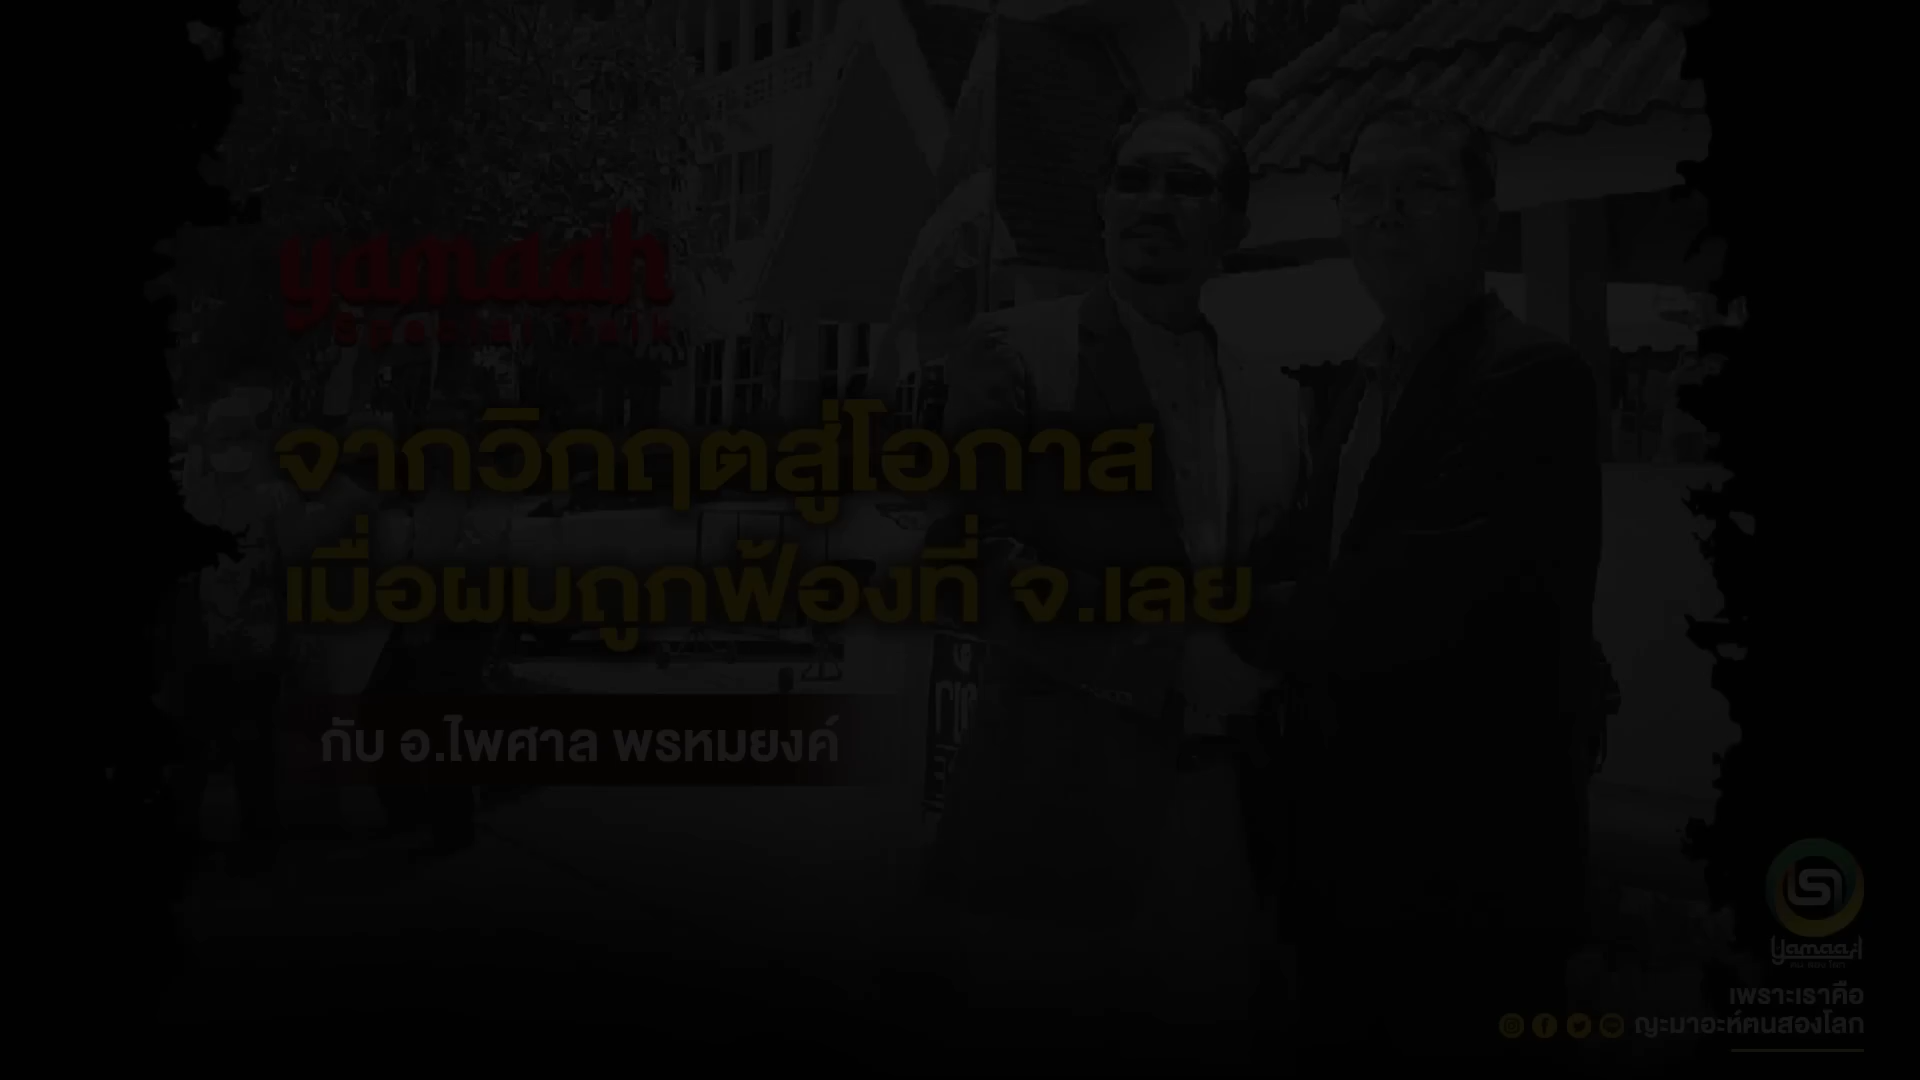 yamaah
Special Talk
จากวิกฤตสู่โอกาส
เมื่อผมถูกฟ้องที่ จ.เลย
กับ อ.ไพศาล พรหมยงค์
yamaah
เพราะเราคือ
ญะมาอะห์ฅนสองโลก